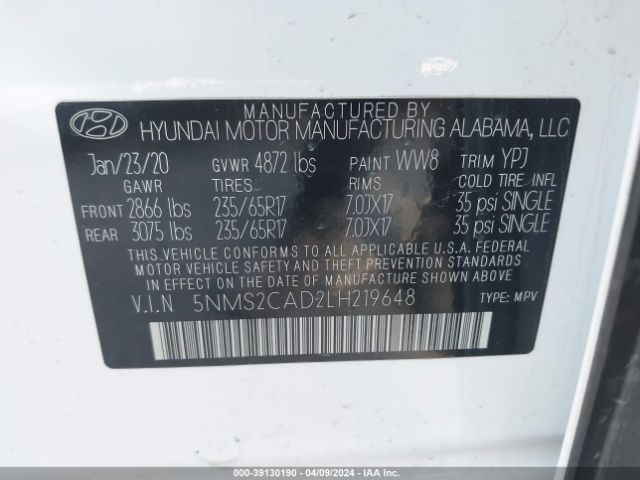 MANUFACTURED BY
HYUNDAI MOTOR MANUFACTURING ALABAMA, LLC
Jan/23/20 GVWR 4872 lbs PAINT WW8 TRIM YPJ
GAWR TIRES RIMS COLD TIRE INFL
FRONT 2866 lbs 235/65R17 7.0JX17 35 psi SINGLE
REAR 3075 lbs 235/65R17 7.0JX17 35 psi SINGLE
THIS VEHICLE CONFORMS TO ALL APPLICABLE U.S.A. FEDERAL
MOTOR VEHICLE SAFETY AND THEFT PREVENTION STANDARDS
IN EFFECT ON THE DATE OF MANUFACTURE SHOWN ABOVE.
V.I.N 5NMS2CAD2LH219648 TYPE: MPV
000-39130190 - 04/09/2024 - IAA Inc.